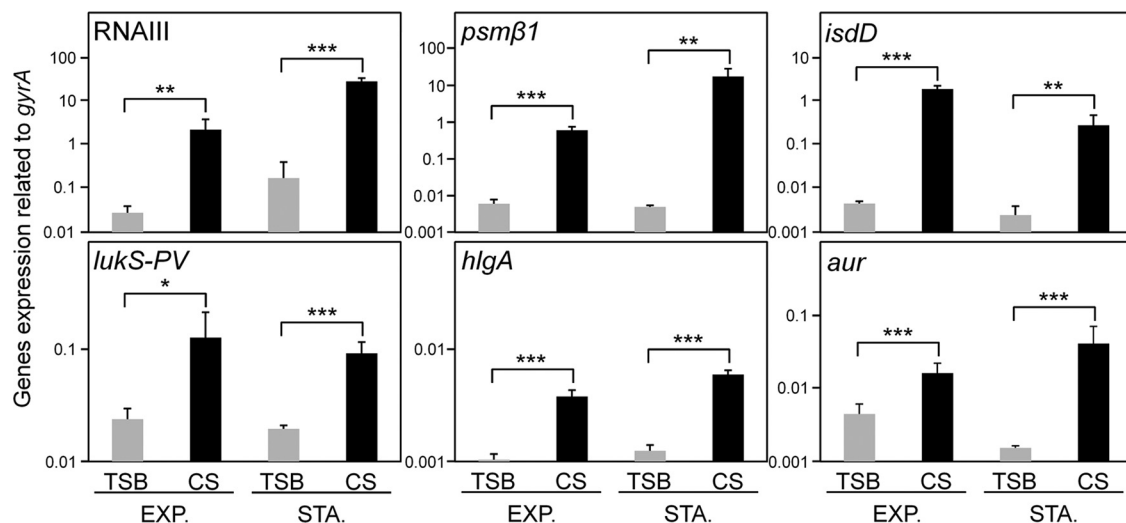 Genes expression related to gyrA
RNAIII
100
10
1
0.1
0.01
**
***
psmβ1
100
10
1
0.1
0.01
0.001
***
**
isdD
10
1
0.1
0.01
0.001
***
**
lukS-PV
0.1
0.01
*
***
TSB CS TSB CS
EXP. STA.
hlgA
0.01
0.001
***
***
TSB CS TSB CS
EXP. STA.
aur
0.1
0.01
0.001
***
***
TSB CS TSB CS
EXP. STA.